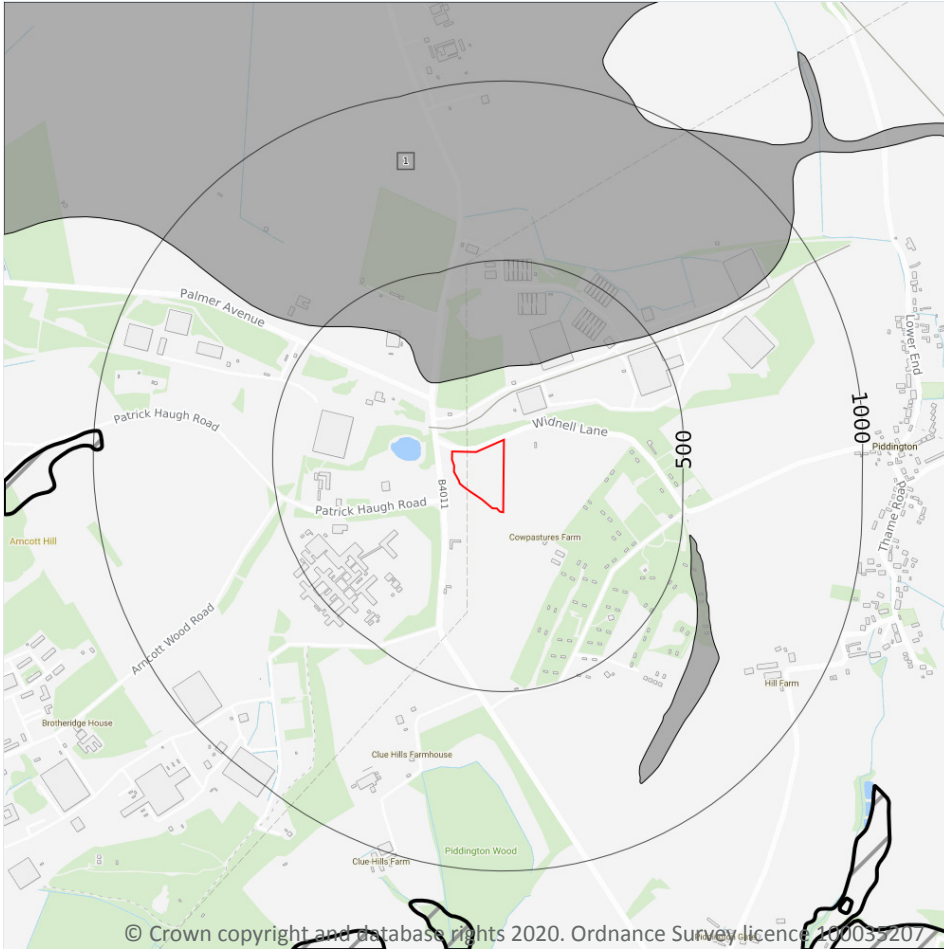 1
Palmer Avenue
Lower End
Patrick Haugh Road
1000
Widnell Lane
500
Piddington
B4011
Patrick Haugh Road
Thame Road
Arncott Hill
Cowpastures Farm
Arncott Wood Road
Hill Farm
Brotheridge House
Clue Hills Farmhouse
Piddington Wood
Clue Hills Farm
© Crown copyright and database rights 2020. Ordnance Survey licence 100035207.